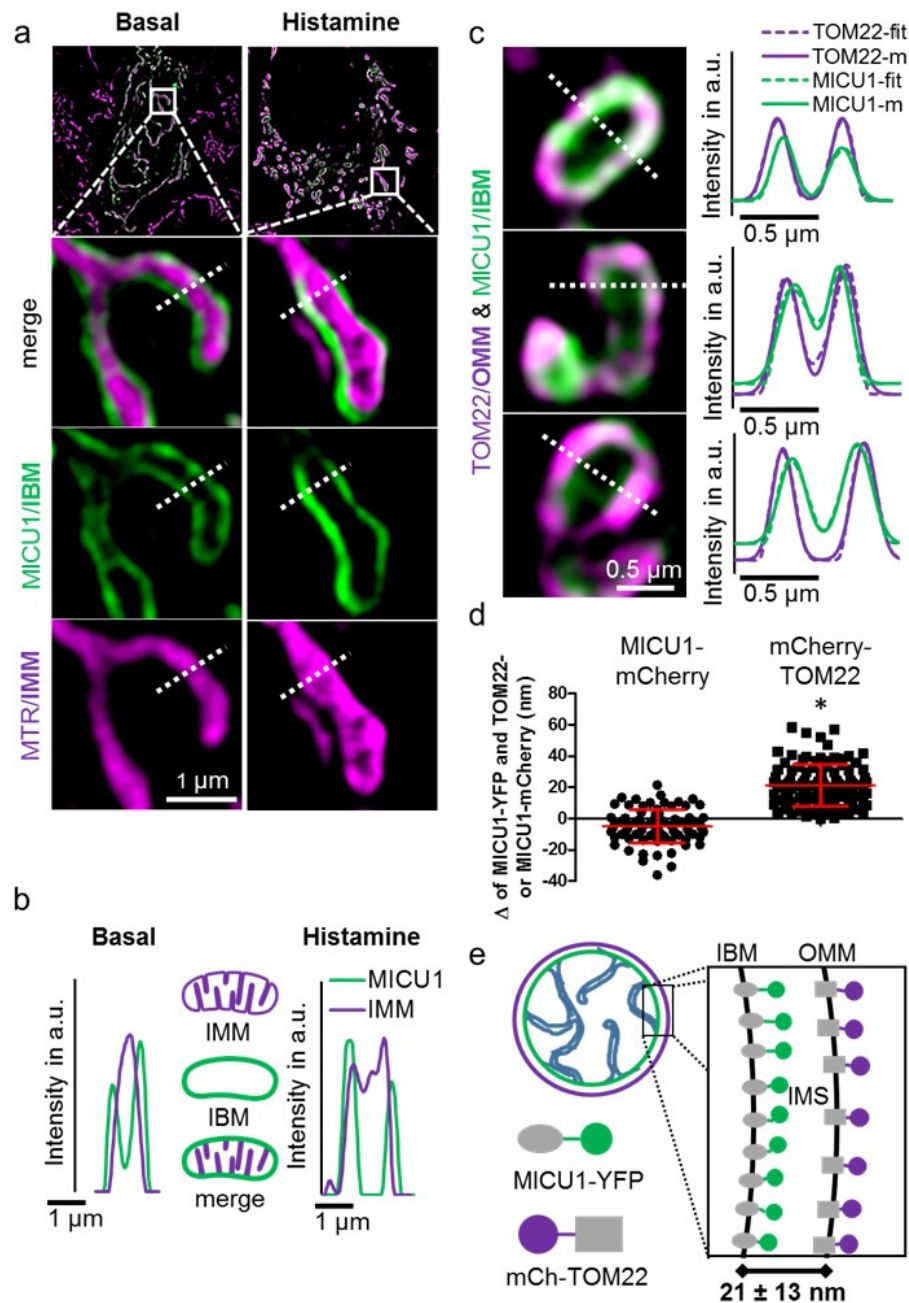 a
Basal
Histamine
merge
MICU1/IBM
MTR/IMM
1 µm
b
Basal
Histamine
Intensity in a.u.
1 µm
IMM
IBM
merge
MICU1
IMM
Intensity in a.u.
1 µm
c
TOM22/OMM & MICU1/IBM
0.5 µm
TOM22-fit
TOM22-m
MICU1-fit
MICU1-m
Intensity in a.u.
0.5 µm
Intensity in a.u.
0.5 µm
Intensity in a.u.
0.5 µm
d
MICU1-
mCherry
mCherry-
TOM22
*
Δ of MICU1-YFP and TOM22-
or MICU1-mCherry (nm)
80
60
40
20
0
-20
-40
e
IBM
OMM
IMS
MICU1-YFP
mCh-TOM22
21 ± 13 nm